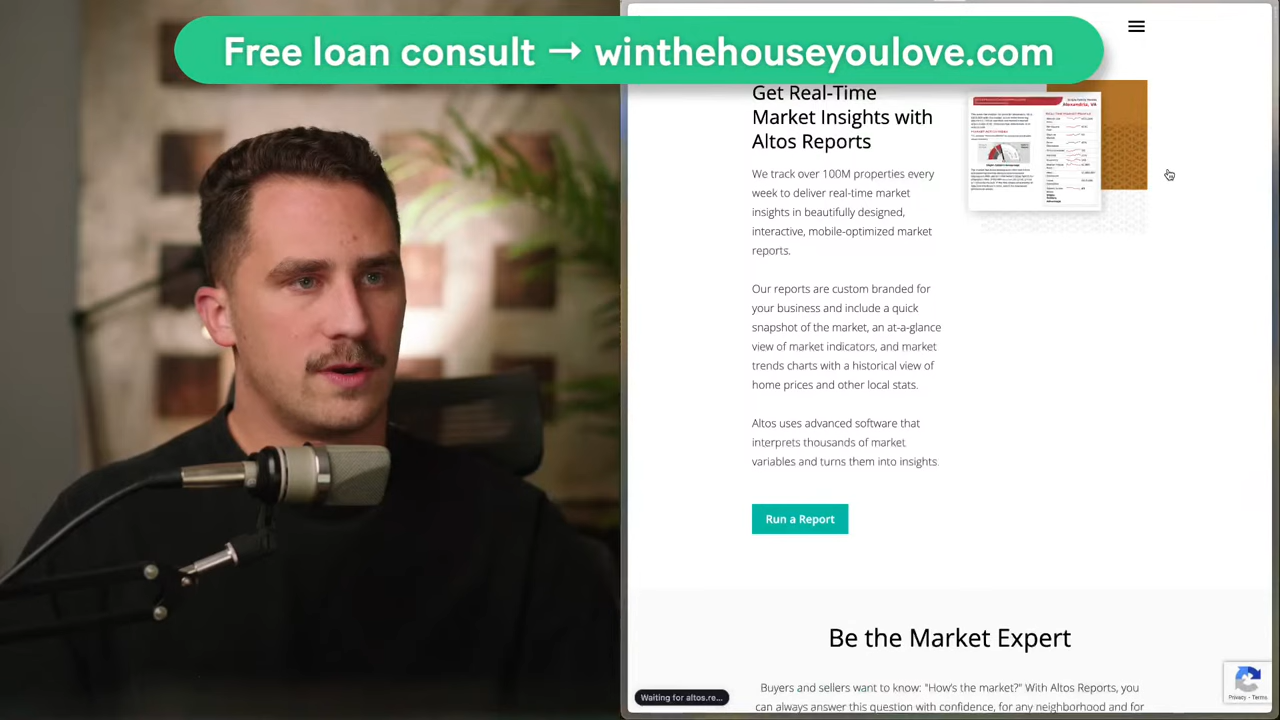 Free loan consult → winthehouseyoulove.com
Get Real-Time
Market Insights with
Altos Reports
We track over 100M properties every
week to deliver real-time market
insights in beautifully designed,
interactive, mobile-optimized market
reports.
Alexandria, VA
Our reports are custom branded for
your business and include a quick
snapshot of the market, an at-a-glance
view of market indicators, and market
trends charts with a historical view of
home prices and other local stats.
Altos uses advanced software that
interprets thousands of market
variables and turns them into insights.
Run a Report
Be the Market Expert
Buyers and sellers want to know: "How's the market?" With Altos Reports, you
can always answer this question with confidence, for any neighborhood and for
Waiting for altos.re...
Privacy - Terms